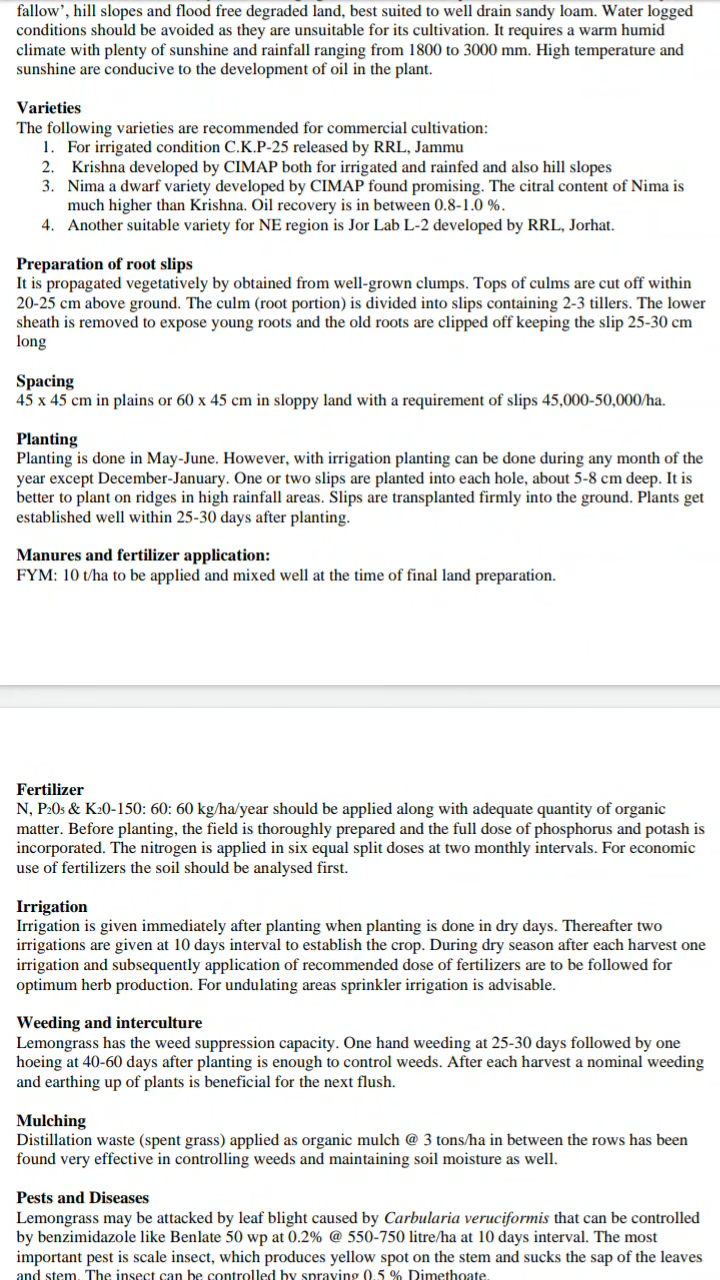 fallow’, hill slopes and flood free degraded land, best suited to well drain sandy loam. Water logged
conditions should be avoided as they are unsuitable for its cultivation. It requires a warm humid
climate with plenty of sunshine and rainfall ranging from 1800 to 3000 mm. High temperature and
sunshine are conducive to the development of oil in the plant.
Varieties
The following varieties are recommended for commercial cultivation:
1. For irrigated condition C.K.P-25 released by RRL, Jammu
2. Krishna developed by CIMAP both for irrigated and rainfed and also hill slopes
3. Nima a dwarf variety developed by CIMAP found promising. The citral content of Nima is
much higher than Krishna. Oil recovery is in between 0.8-1.0 %.
4. Another suitable variety for NE region is Jor Lab L-2 developed by RRL, Jorhat.
Preparation of root slips
It is propagated vegetatively by obtained from well-grown clumps. Tops of culms are cut off within
20-25 cm above ground. The culm (root portion) is divided into slips containing 2-3 tillers. The lower
sheath is removed to expose young roots and the old roots are clipped off keeping the slip 25-30 cm
long
Spacing
45 x 45 cm in plains or 60 x 45 cm in sloppy land with a requirement of slips 45,000-50,000/ha.
Planting
Planting is done in May-June. However, with irrigation planting can be done during any month of the
year except December-January. One or two slips are planted into each hole, about 5-8 cm deep. It is
better to plant on ridges in high rainfall areas. Slips are transplanted firmly into the ground. Plants get
established well within 25-30 days after planting.
Manures and fertilizer application:
FYM: 10 t/ha to be applied and mixed well at the time of final land preparation.
Fertilizer
N, P₂0₅ & K₂0-150: 60: 60 kg/ha/year should be applied along with adequate quantity of organic
matter. Before planting, the field is thoroughly prepared and the full dose of phosphorus and potash is
incorporated. The nitrogen is applied in six equal split doses at two monthly intervals. For economic
use of fertilizers the soil should be analysed first.
Irrigation
Irrigation is given immediately after planting when planting is done in dry days. Thereafter two
irrigations are given at 10 days interval to establish the crop. During dry season after each harvest one
irrigation and subsequently application of recommended dose of fertilizers are to be followed for
optimum herb production. For undulating areas sprinkler irrigation is advisable.
Weeding and interculture
Lemongrass has the weed suppression capacity. One hand weeding at 25-30 days followed by one
hoeing at 40-60 days after planting is enough to control weeds. After each harvest a nominal weeding
and earthing up of plants is beneficial for the next flush.
Mulching
Distillation waste (spent grass) applied as organic mulch @ 3 tons/ha in between the rows has been
found very effective in controlling weeds and maintaining soil moisture as well.
Pests and Diseases
Lemongrass may be attacked by leaf blight caused by Carbularia veruciformis that can be controlled
by benzimidazole like Benlate 50 wp at 0.2% @ 550-750 litre/ha at 10 days interval. The most
important pest is scale insect, which produces yellow spot on the stem and sucks the sap of the leaves
and stem. The insect can be controlled by spraying 0.5 % Dimethoate.